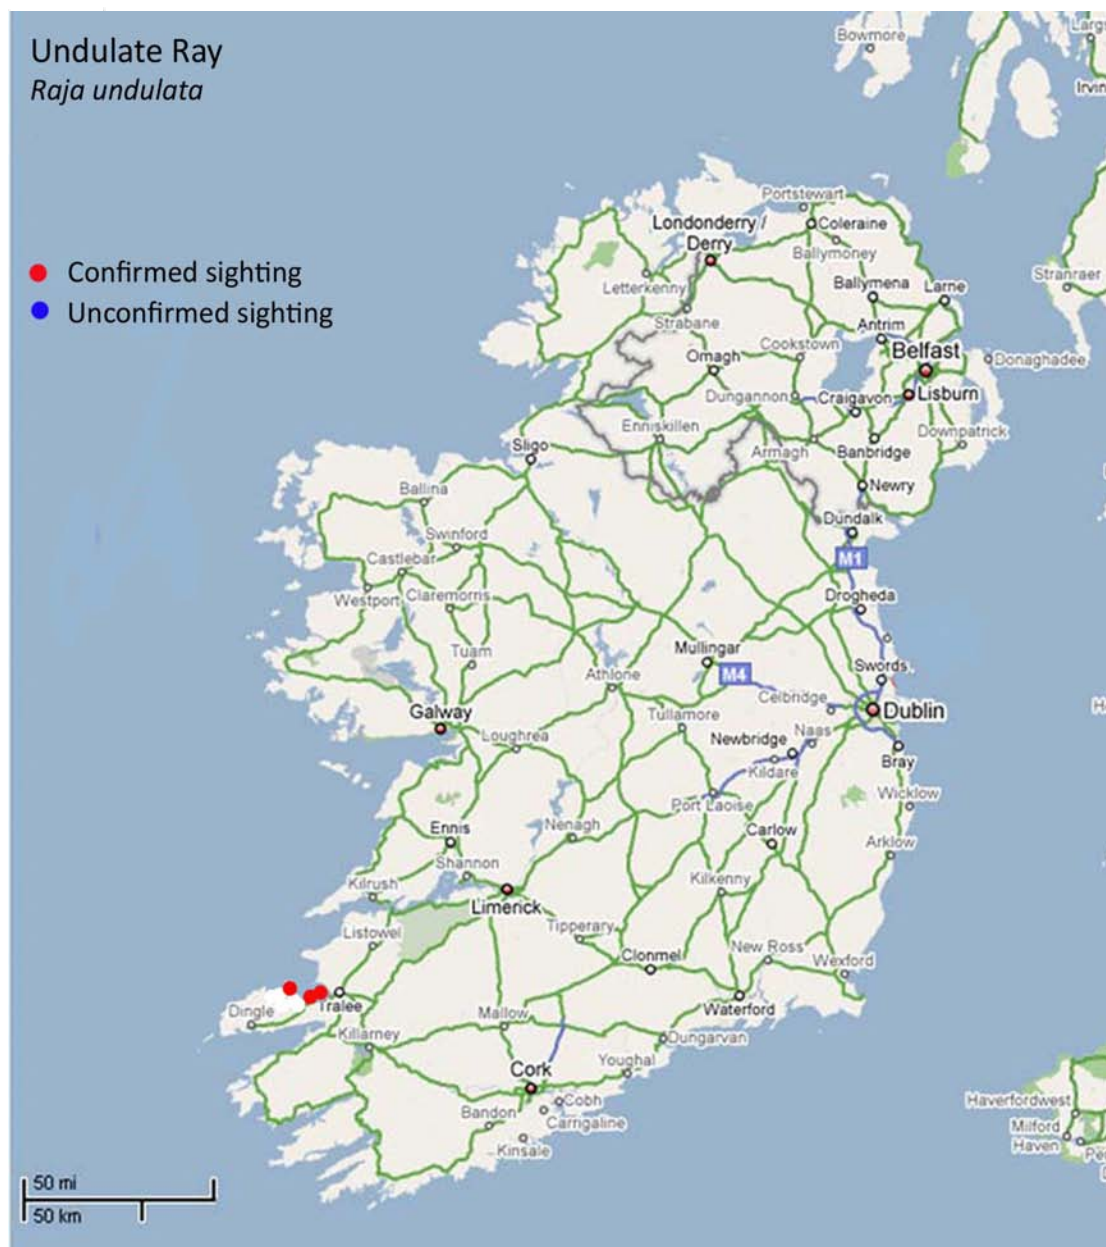 Undulate Ray
Raja undulata
Confirmed sighting
Unconfirmed sighting
Bowmore
Portstewart
Londonderry /
Derry
Coleraine
Ballymoney
Letterkenny
Ballymena
Larne
Stranraer
Strabane
Antrim
Cookstown
Belfast
Omagh
Donaghadee
Dungannon
Craigavon
Lisburn
Enniskillen
Downpatrick
Sligo
Armagh
Banbridge
Ballina
Newry
Dundalk
Swinford
M1
Castlebar
Westport
Claremorris
Drogheda
Tuam
Mullingar
M4
Swords
Athlone
Celbridge
Galway
Tullamore
Dublin
Loughrea
Naas
Newbridge
Bray
Kildare
Port Laoise
Wicklow
Ennis
Nenagh
Carlow
Arklow
Shannon
Kilrush
Kilkenny
Limerick
Listowel
Tipperary
Clonmel
New Ross
Wexford
Dingle
Tralee
Mallow
Waterford
Killarney
Dungarvan
Youghal
Cork
Cobh
Bandon
Carrigaline
Kinsale
Haverfordwest
Milford
Haven
50 mi
50 km